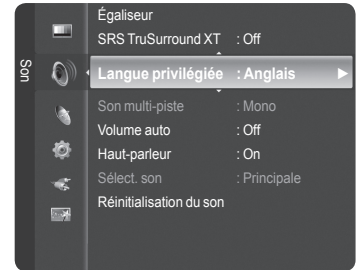 Son
Égaliseur
SRS TruSurround XT : Off
Langue privilégiée : Anglais
Son multi-piste : Mono
Volume auto : Off
Haut-parleur : On
Sélect. son : Principale
Réinitialisation du son